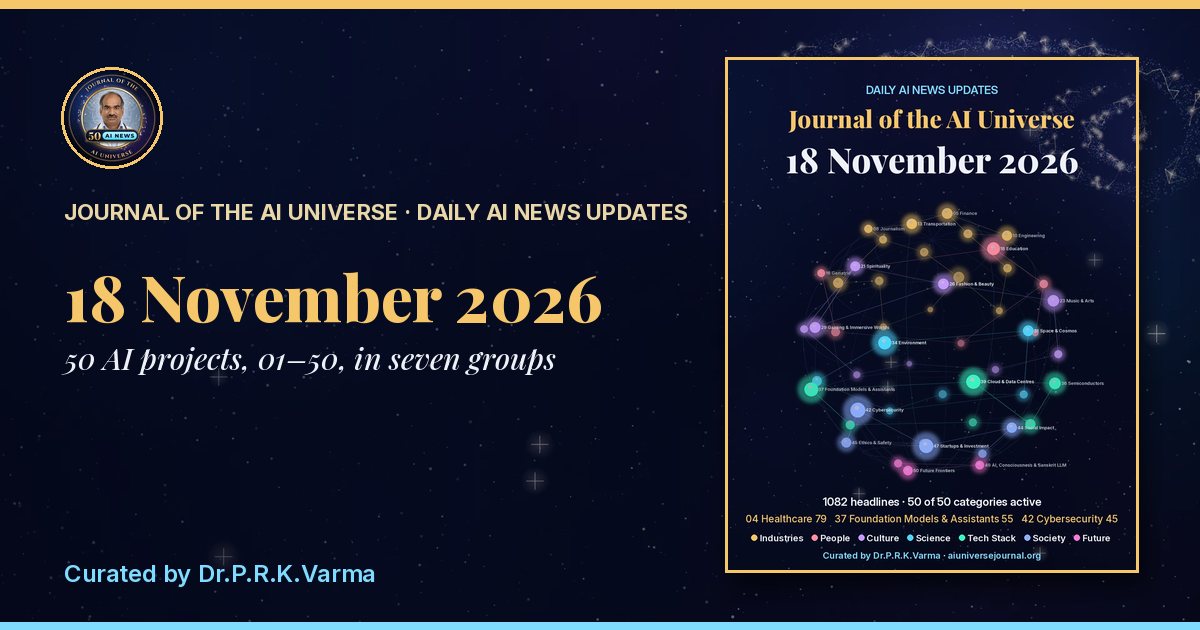 JOURNAL OF THE
50 AI NEWS
AI UNIVERSE
JOURNAL OF THE AI UNIVERSE · DAILY AI NEWS UPDATES
18 November 2026
50 AI projects, 01–50, in seven groups
Curated by Dr.P.R.K.Varma
DAILY AI NEWS UPDATES
Journal of the AI Universe
18 November 2026
05 Finance
13 Transportation
08 Journalism
10 Engineering
18 Education
21 Spirituality
26 Fashion & Beauty
23 Music & Arts
29 Gaming & Immersive Worlds
34 Environment
Space & Cosmos
37 Foundation Models & Assistants
39 Cloud & Data Centres
36 Semiconductors
42 Cybersecurity
44 Social Impact
45 Ethics & Safety
47 Startups & Investment
49 AI, Consciousness & Sanskrit LLM
50 Future Frontiers
1082 headlines · 50 of 50 categories active
04 Healthcare 79 37 Foundation Models & Assistants 55 42 Cybersecurity 45
Industries People Culture Science Tech Stack Society Future
Curated by Dr.P.R.K.Varma · aiuniversejournal.org